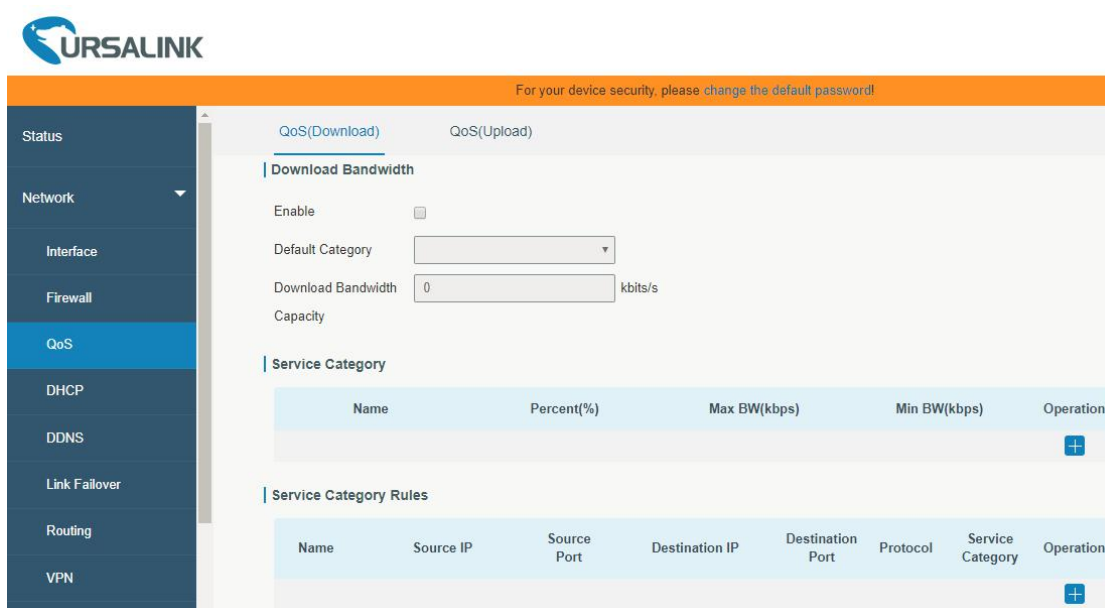 URSALINK
For your device security, please change the default password!
Status
Network
Interface
Firewall
QoS
DHCP
DDNS
Link Failover
Routing
VPN
QoS(Download) QoS(Upload)
Download Bandwidth
Enable
Default Category
Download Bandwidth 0 kbits/s
Capacity
Service Category
Name Percent(%) Max BW(kbps) Min BW(kbps) Operation
Service Category Rules
Name Source IP Source Port Destination IP Destination Port Protocol Service Category Operation